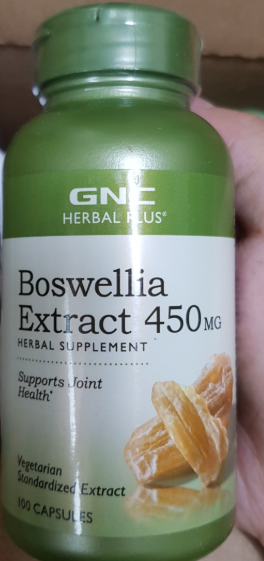 GNC
HERBAL PLUS®
Boswellia
Extract 450MG
HERBAL SUPPLEMENT
Supports Joint
Health*
Vegetarian
Standardized Extract
100 CAPSULES